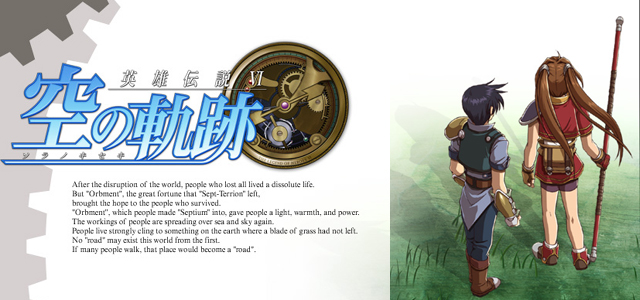 英雄伝説 VI
空の軌跡
ソラノキセキ
After the disruption of the world, people who lost all lived a dissolute life.
But "Orbment", the great fortune that "Sept-Terrion" left,
brought the hope to the people who survived.
"Orbment", which people made "Septium" into, gave people a light, warmth, and power.
The workings of people are spreading over sea and sky again.
People live strongly cling to something on the earth where a blade of grass had not left.
No "road" may exist this world from the first.
If many people walk, that place would become a "road".